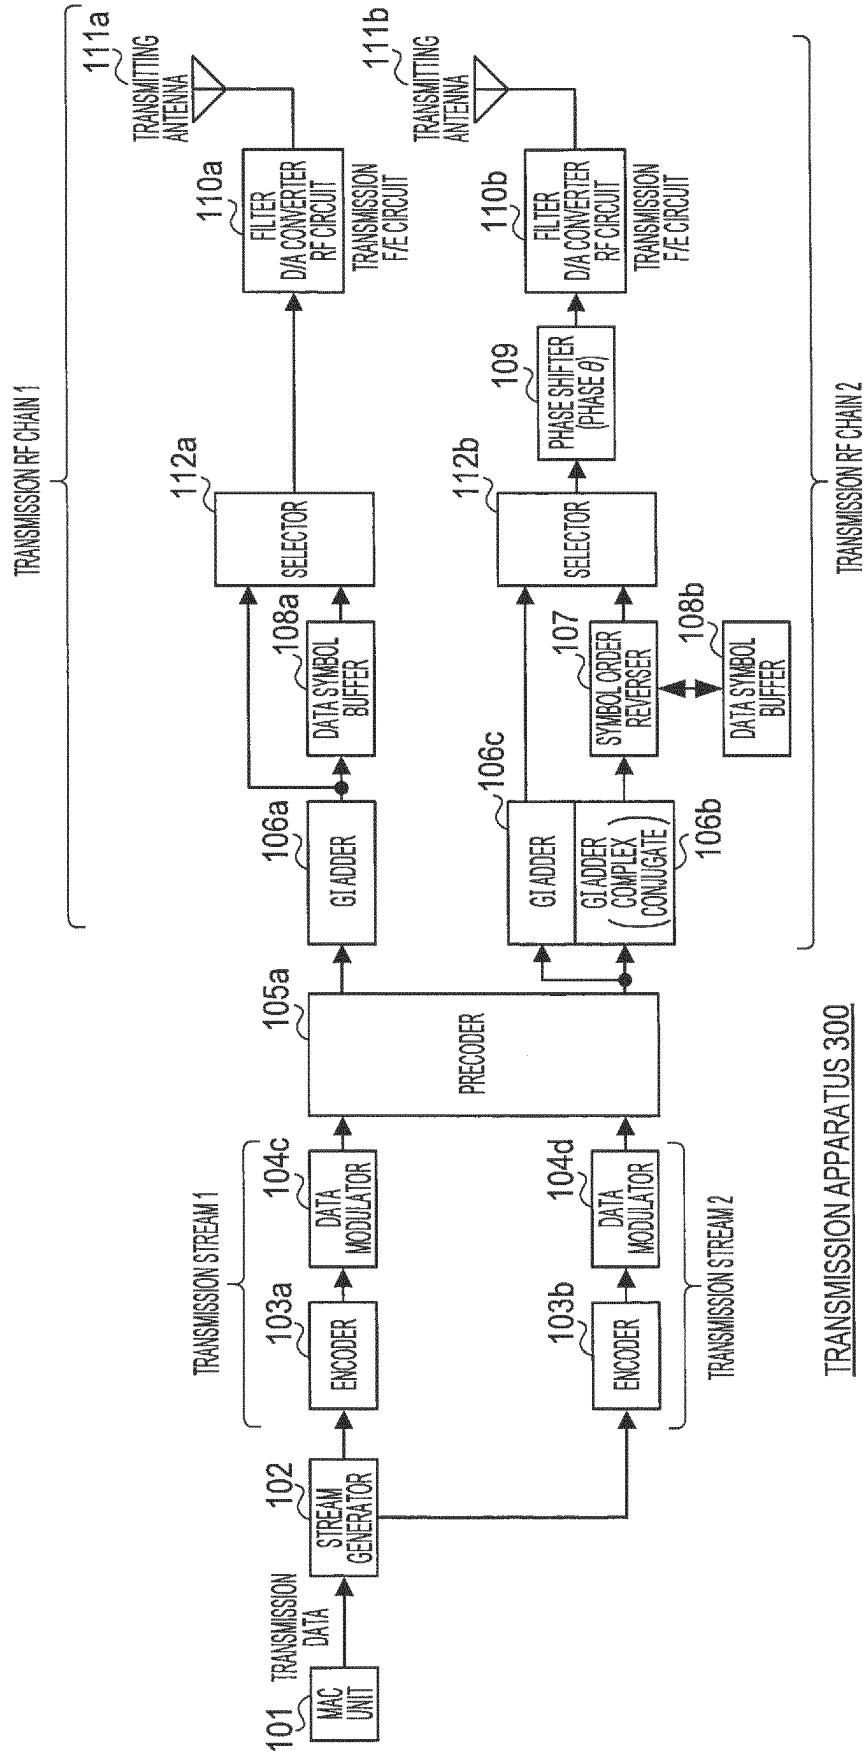 TRANSMISSION RF CHAIN 1
111a
TRANSMITTING
ANTENNA
110a
FILTER
D/A CONVERTER
RF CIRCUIT
TRANSMISSION
F/E CIRCUIT
112a
SELECTOR
108a
DATA SYMBOL
BUFFER
106a
GI ADDER
105a
PRECODER
TRANSMISSION STREAM 1
104c
DATA
MODULATOR
103a
ENCODER
102
STREAM
GENERATOR
TRANSMISSION
DATA
101
MAC
UNIT
111b
TRANSMITTING
ANTENNA
110b
FILTER
D/A CONVERTER
RF CIRCUIT
TRANSMISSION
F/E CIRCUIT
109
PHASE SHIFTER
(PHASE θ)
112b
SELECTOR
107
SYMBOL ORDER
REVERSER
108b
DATA SYMBOL
BUFFER
106c
GI ADDER
GI ADDER
(COMPLEX
CONJUGATE)
106b
104d
DATA
MODULATOR
103b
ENCODER
TRANSMISSION STREAM 2
TRANSMISSION RF CHAIN 2
TRANSMISSION APPARATUS 300